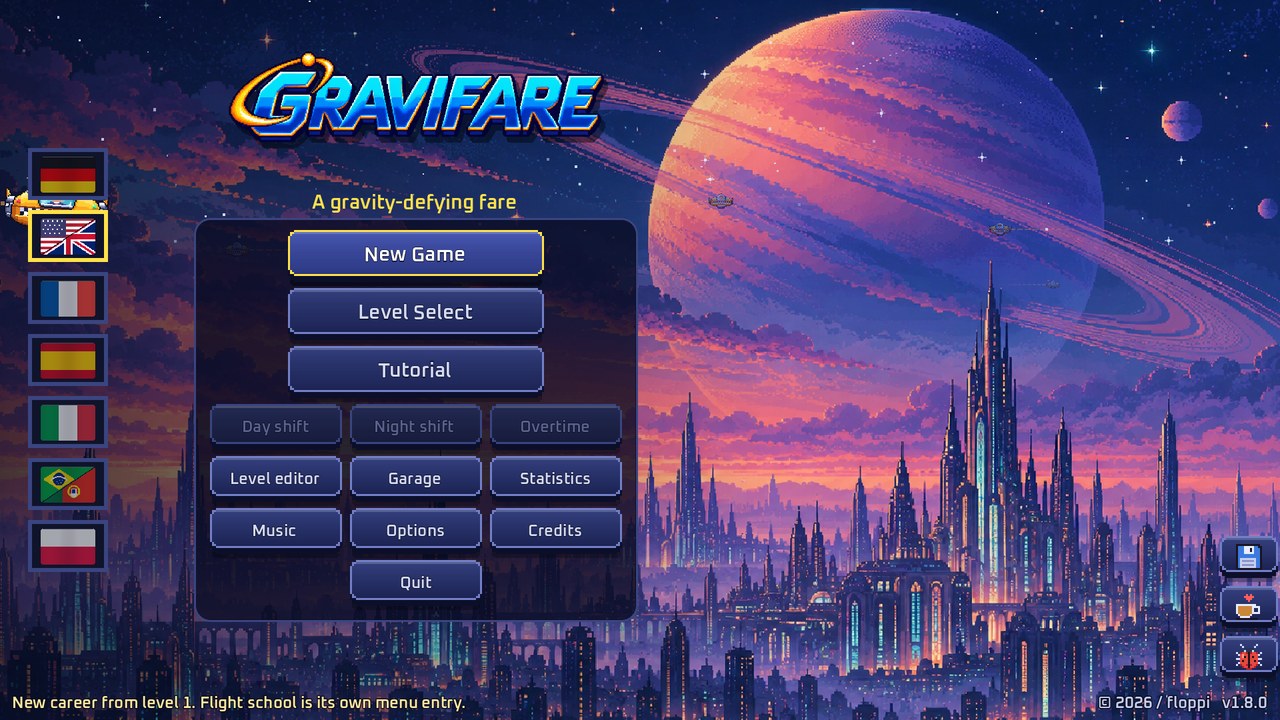 GRAVIFARE
A gravity-defying fare
New Game
Level Select
Tutorial
Day shift
Night shift
Overtime
Level editor
Garage
Statistics
Music
Options
Credits
Quit
New career from level 1. Flight school is its own menu entry.
© 2026 / floppi v1.8.0